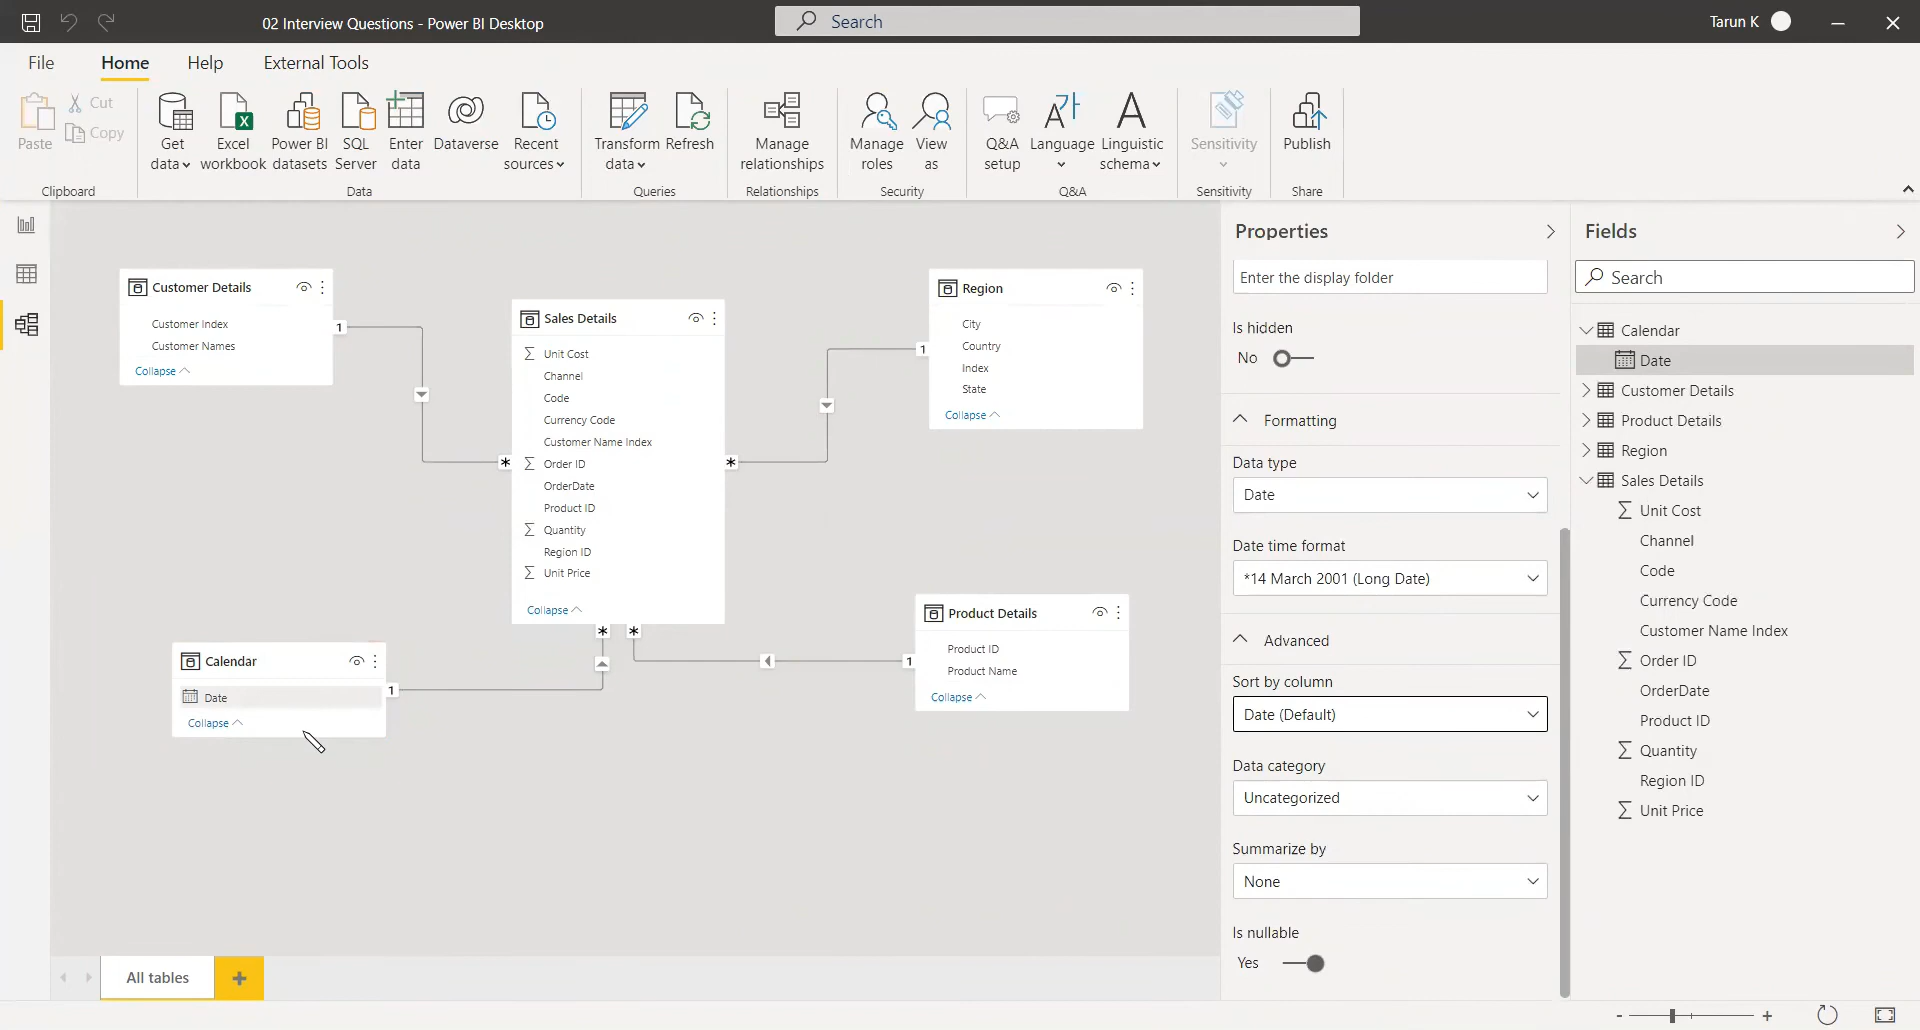 02 Interview Questions - Power BI Desktop
Search
Tarun K
File
Home
Help
External Tools
Paste
Cut
Copy
Get data
Excel workbook
Power BI datasets
SQL Server
Enter data
Dataverse
Recent sources
Transform data
Refresh
Manage relationships
Manage roles
View as
Q&A setup
Language
Linguistic schema
Sensitivity
Publish
Clipboard
Data
Queries
Relationships
Security
Q&A
Sensitivity
Share
Customer Details
Customer Index
Customer Names
Collapse
1
*
Sales Details
Unit Cost
Channel
Code
Currency Code
Customer Name Index
Order ID
OrderDate
Product ID
Quantity
Region ID
Unit Price
Collapse
*
1
Region
City
Country
Index
State
Collapse
*
*
Calendar
Date
Collapse
1
1
Product Details
Product ID
Product Name
Collapse
Properties
Enter the display folder
Is hidden
No
Formatting
Data type
Date
Date time format
*14 March 2001 (Long Date)
Advanced
Sort by column
Date (Default)
Data category
Uncategorized
Summarize by
None
Is nullable
Yes
Fields
Search
Calendar
Date
Customer Details
Product Details
Region
Sales Details
Unit Cost
Channel
Code
Currency Code
Customer Name Index
Order ID
OrderDate
Product ID
Quantity
Region ID
Unit Price
All tables
+
-
+